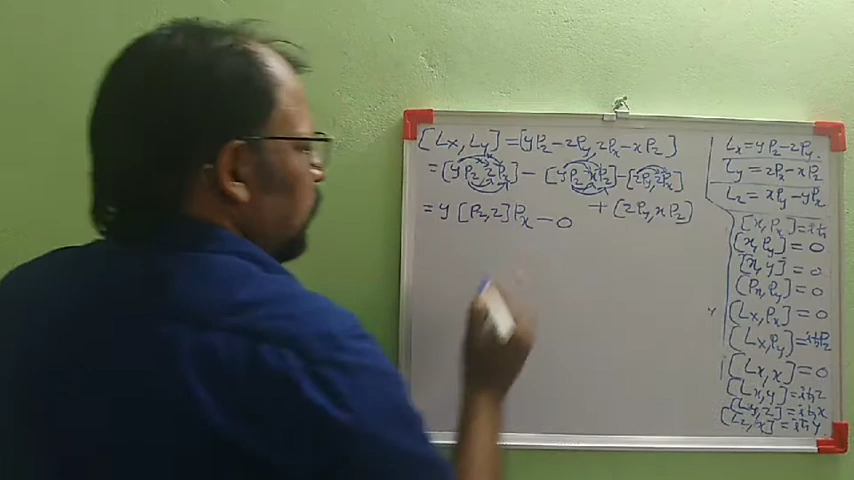 [Lx, Ly] = [yPz - zPy, zPx - xPz]
= [yPz, zPx] - [yPz, xPz] - [zPy, zPx]
+ [zPy, xPz]
= y [Pz, z] Px - 0
Lx = yPz - zPy
Ly = zPx - xPz
Lz = xPy - yPx
[x, Px] = iħ
[x, Py] = 0
[x, y] = 0
[Px, Py] = 0
[Lx, Px] = 0
[Lx, Py] = iħPz
[Lx, x] = 0
[Lx, y] = iħz
[Ly, z] = iħx
[Lz, x] = iħy